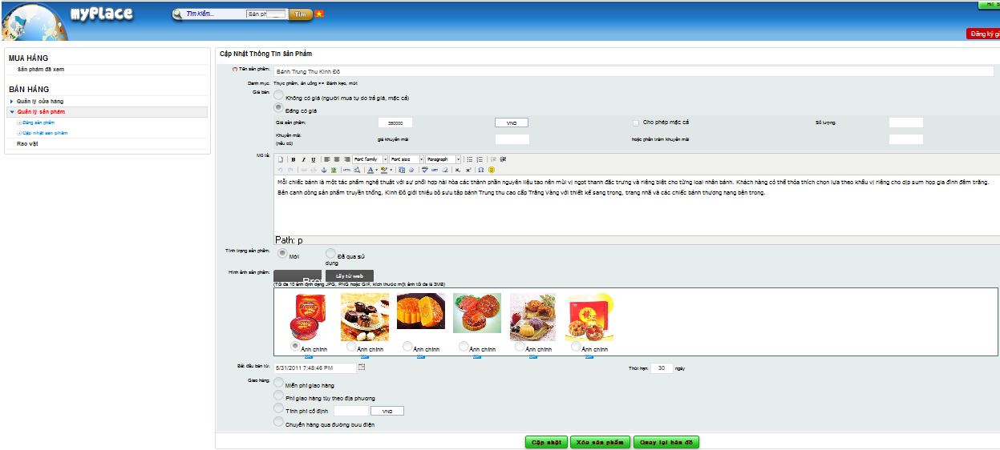 myPlace
Tìm kiếm...
Sản ph
Tìm
Đăng ký gi
MUA HÀNG
Sản phẩm đã xem
BÁN HÀNG
Quản lý cửa hàng
Quản lý sản phẩm
Đăng sản phẩm
Cập nhật sản phẩm
Rao vặt
Cập Nhật Thông Tin Sản Phẩm
(*) Tên sản phẩm: Bánh Trung Thu Kinh Đô
Danh mục: Thực phẩm, ăn uống >> Bánh kẹo, mứt
Giá bán: Không có giá (người mua tự do trả giá, mặc cả)
Đăng có giá
Giá sản phẩm: 350000 VND Cho phép mặc cả Số lượng:
Khuyến mãi: giá khuyến mãi hoặc phần trăm khuyến mãi
(nếu có)
Mô tả:
B I U Font family Font size Paragraph
HTML A
Mỗi chiếc bánh là một tác phẩm nghệ thuật với sự phối hợp hài hòa các thành phần nguyên liệu tạo nên mùi vị ngọt thanh đặc trưng và riêng biệt cho từng loại nhân bánh. Khách hàng có thể thỏa thích chọn lựa theo khẩu vị riêng cho dịp sum họp gia đình đêm trăng.
Bên cạnh dòng sản phẩm truyền thống, Kinh Đô giới thiệu bộ sưu tập bánh Trung thu cao cấp Trăng Vàng với thiết kế sang trọng, trang nhã và các chiếc bánh thượng hạng bên trong.
Path: p
Tình trạng sản phẩm: Mới Đã qua sử
dụng
Hình ảnh sản phẩm: Lấy từ web
(Tối đa 10 ảnh định dạng JPG, PNG hoặc GIF, kích thước một ảnh tối đa là 3MB)
Ảnh chính Ảnh chính Ảnh chính Ảnh chính Ảnh chính Ảnh chính
Xóa Xóa Xóa Xóa Xóa Xóa
Bắt đầu bán từ: 5/31/2011 7:48:46 PM Thời hạn: 30 ngày
Giao hàng: Miễn phí giao hàng
Phí giao hàng tùy theo địa phương
Tính phí cố định VND
Chuyển hàng qua đường bưu điện
Cập nhật Xóa sản phẩm Quay lại bản đồ